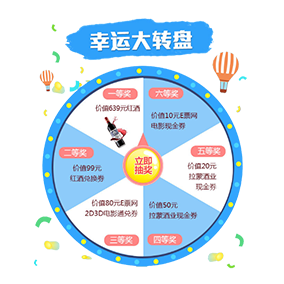 幸运大转盘
一等奖
价值639元红酒
六等奖
价值10元E票网
电影现金券
二等奖
价值99元
红酒兑换券
立即
抽奖
五等奖
价值20元
拉蒙酒业
现金券
价值80元E票网
2D3D电影通兑券
三等奖
价值50元
拉蒙酒业现金券
四等奖